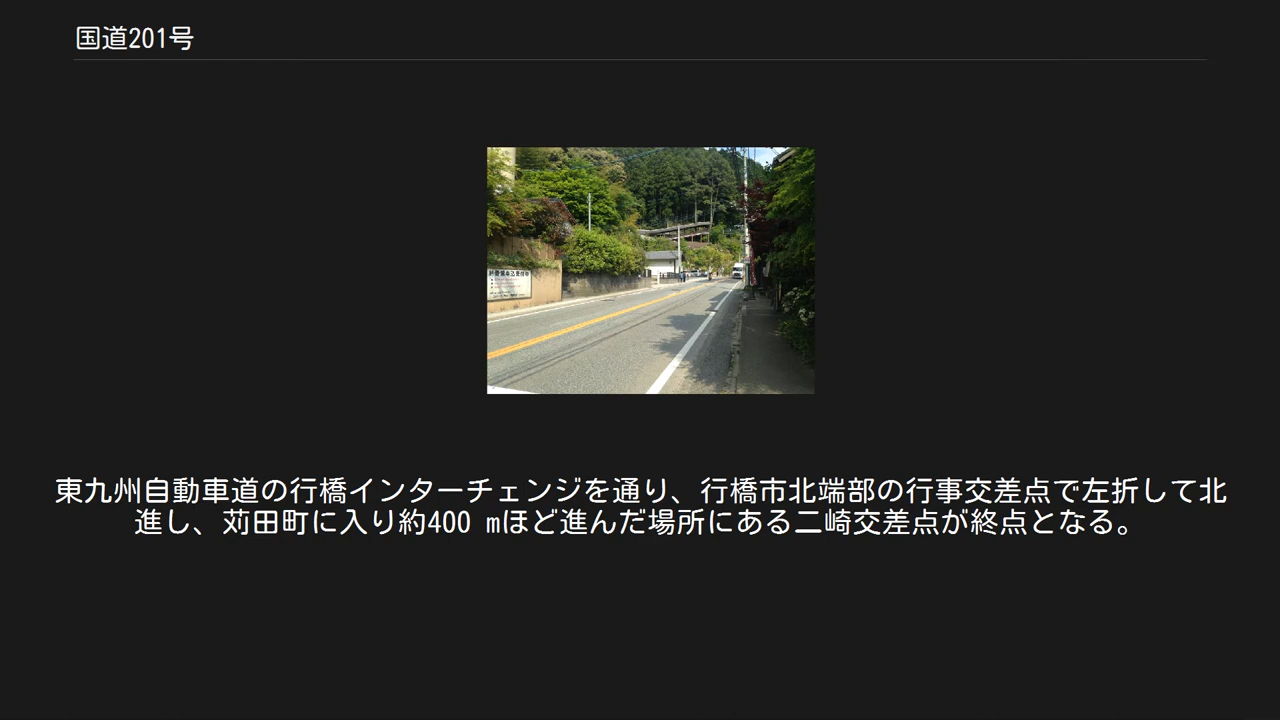 国道201号
東九州自動車道の行橋インターチェンジを通り、行橋市北端部の行事交差点で左折して北
進し、苅田町に入り約400 mほど進んだ場所にある二崎交差点が終点となる。